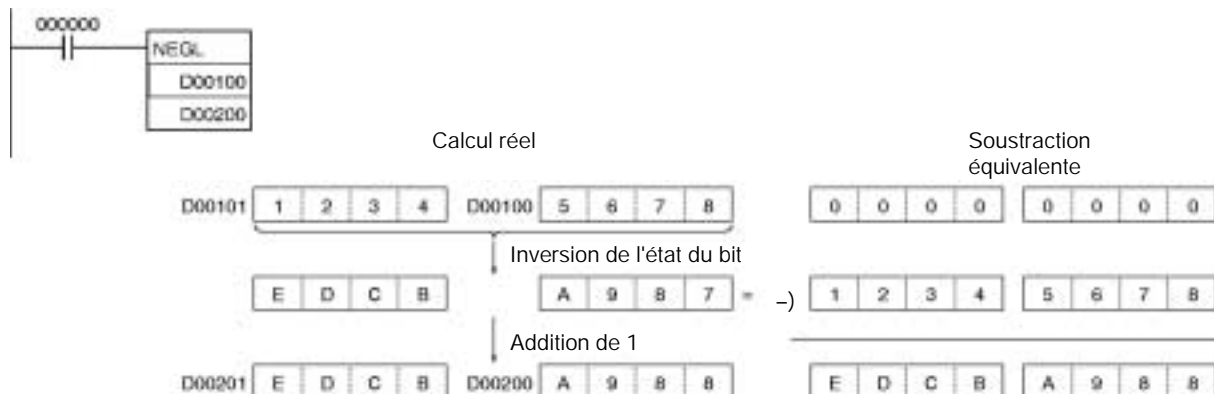 000000
NEGL
D00100
D00200
Calcul réel
Soustraction
équivalente
D00101 1 2 3 4 D00100 5 6 7 8 0 0 0 0 0 0 0 0
Inversion de l'état du bit
E D C B A 9 8 7 = –) 1 2 3 4 5 6 7 8
Addition de 1
D00201 E D C B D00200 A 9 8 8 E D C B A 9 8 8